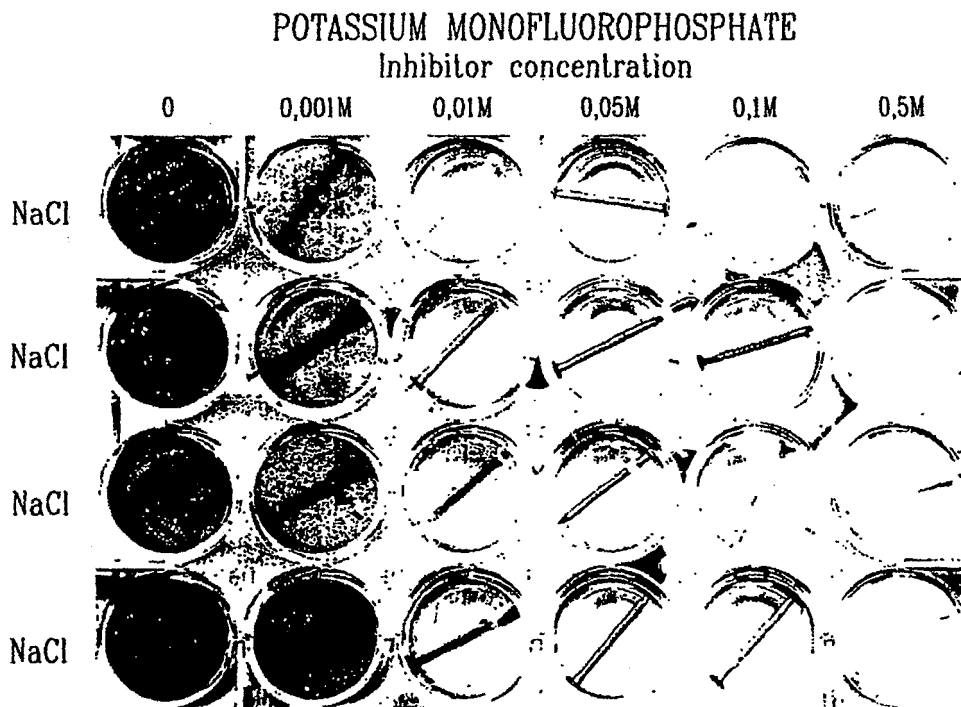 POTASSIUM MONOFLUOROPHOSPHATE
Inhibitor concentration
0 0,001M 0,01M 0,05M 0,1M 0,5M
NaCl
NaCl
NaCl
NaCl